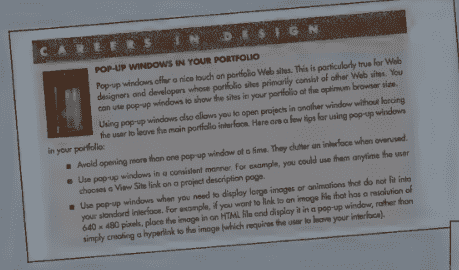 CAREERS IN DESIGN
POP-UP WINDOWS IN YOUR PORTFOLIO
Pop-up windows offer a nice touch on portfolio Web sites. This is particularly true for Web
designers and developers whose portfolio sites primarily consist of other Web sites. You
can use pop-up windows to show the sites in your portfolio at the optimum browser size.
Using pop-up windows also allows you to open projects in another window without forcing
the user to leave the main portfolio interface. Here are a few tips for using pop-up windows
in your portfolio:
■ Avoid opening more than one pop-up window at a time. They clutter an interface when overused.
■ Use pop-up windows in a consistent manner. For example, you could use them anytime the user
chooses a View Site link on a project description page.
■ Use pop-up windows when you need to display large images or animations that do not fit into
your standard interface. For example, if you want to link to an image file that has a resolution of
640 × 480 pixels, place the image in an HTML file and display it in a pop-up window, rather than
simply creating a hyperlink to the image (which requires the user to leave your interface).